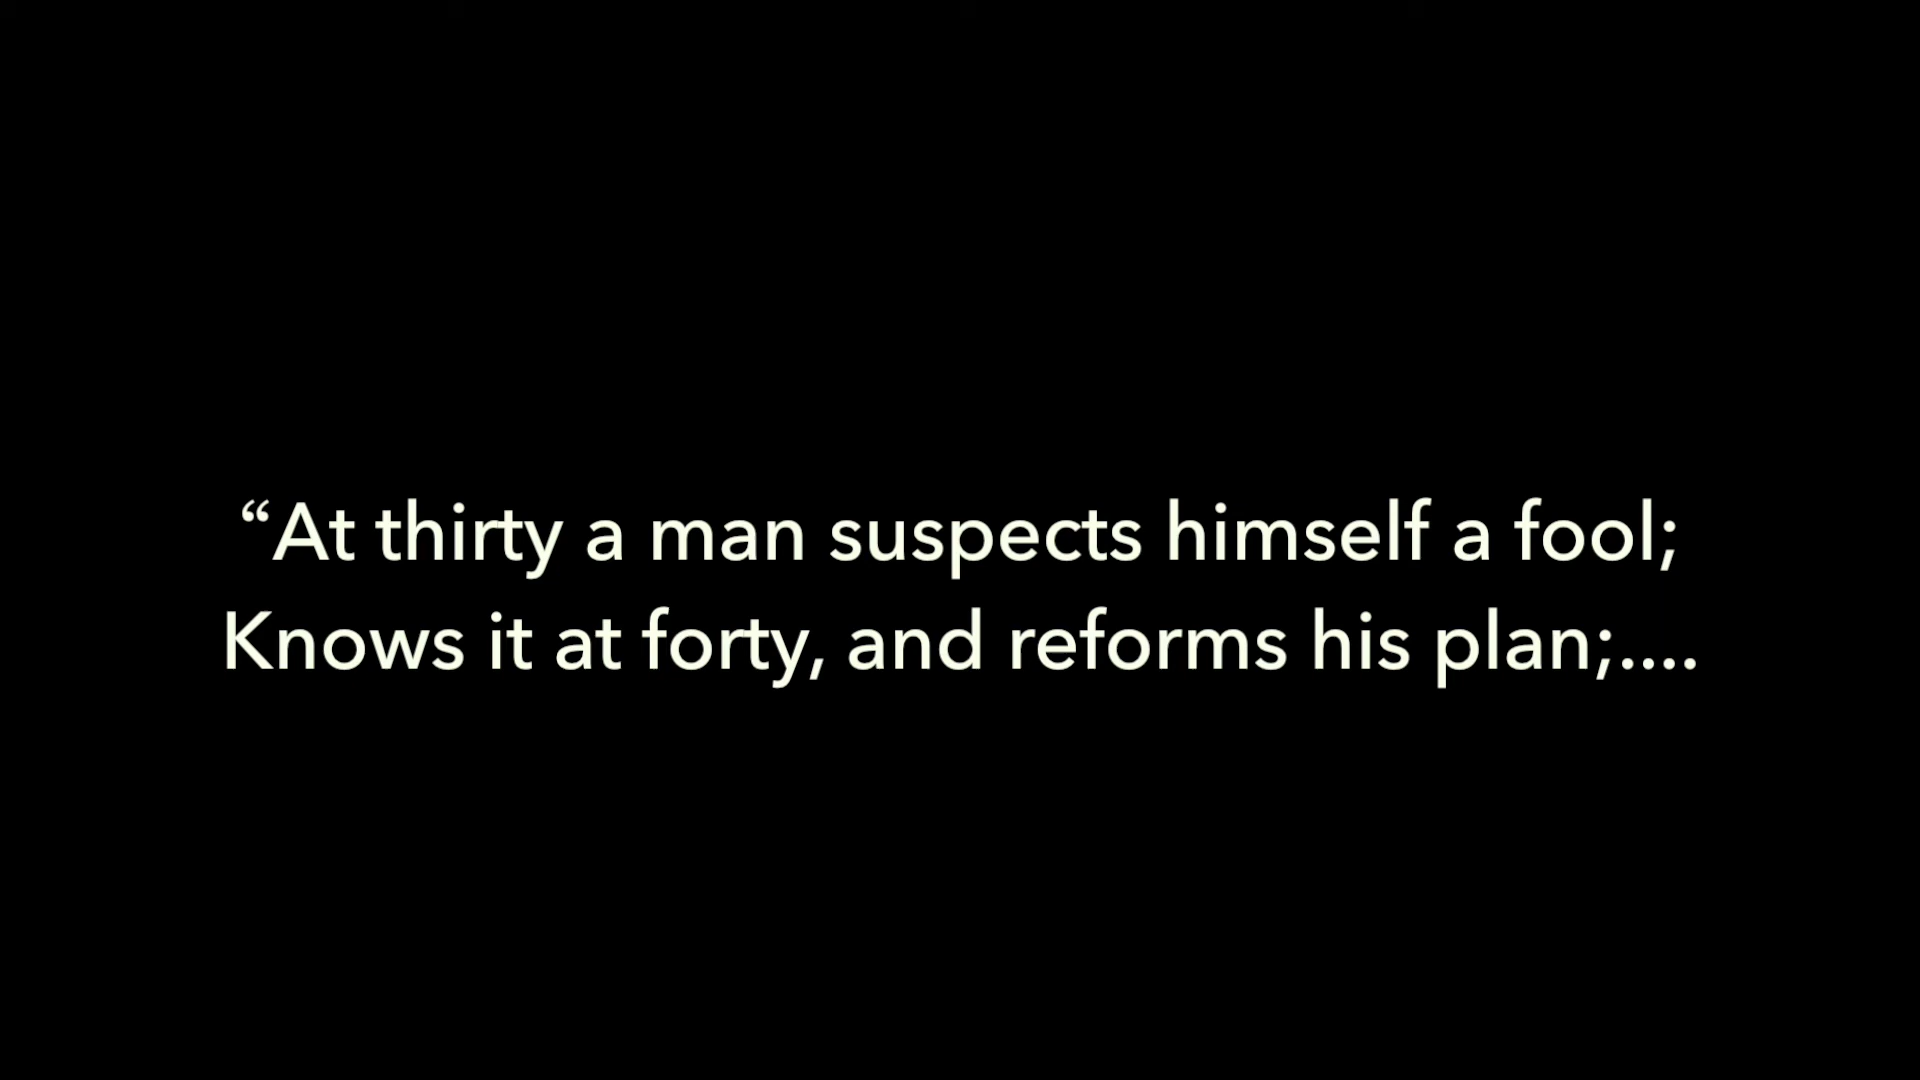 “At thirty a man suspects himself a fool;
Knows it at forty, and reforms his plan;....